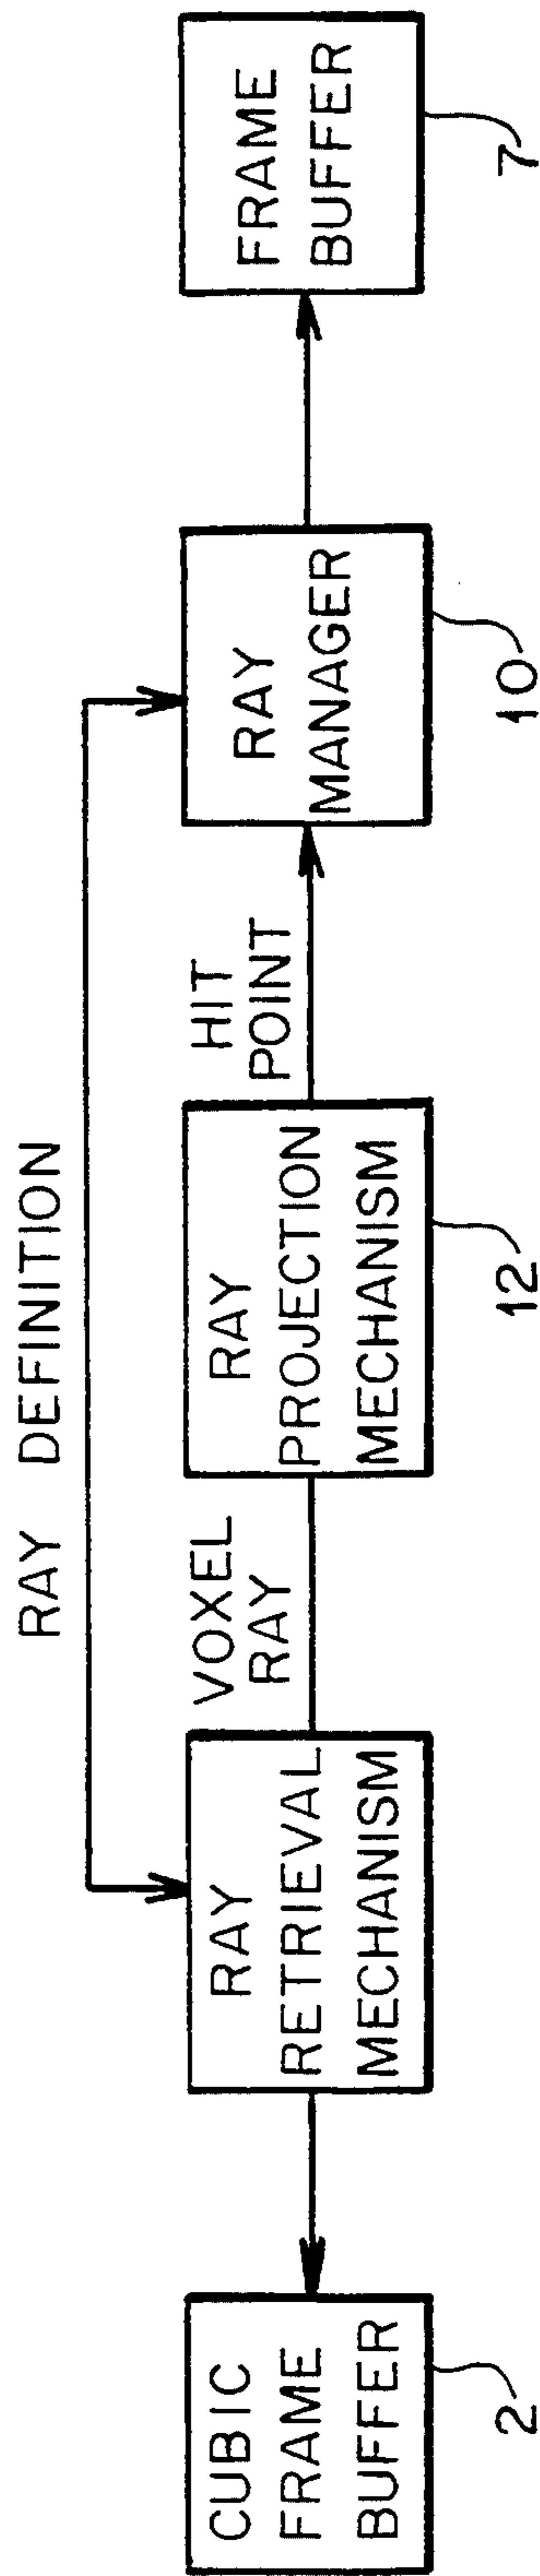 RAY DEFINITION
CUBIC
FRAME
BUFFER
2
RAY
RETRIEVAL
MECHANISM
VOXEL
RAY
RAY
PROJECTION
MECHANISM
12
HIT
POINT
RAY
MANAGER
10
FRAME
BUFFER
7